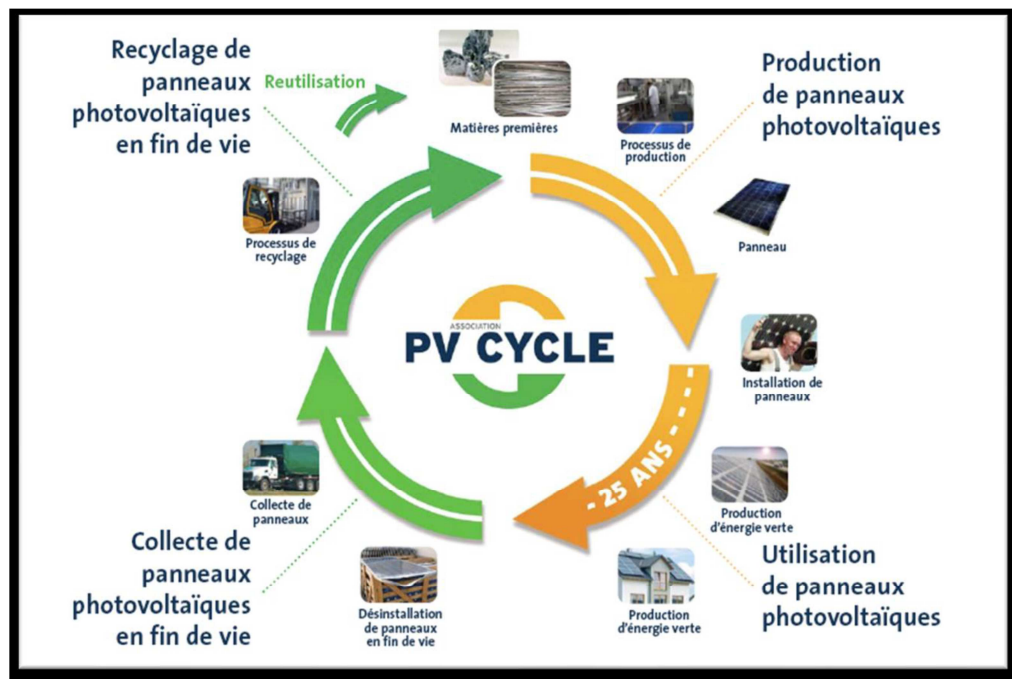 Recyclage de
panneaux
photovoltaïques
en fin de vie
Reutilisation
Matières premières
Processus de
production
Production
de panneaux
photovoltaïques
Panneau
Processus de
recyclage
ASSOCIATION
PV CYCLE
Installation de
panneaux
- 25 ANS -
Production
d'énergie verte
Utilisation
de panneaux
photovoltaïques
Production
d'énergie verte
Désinstallation
de panneaux
en fin de vie
Collecte de
panneaux
Collecte de
panneaux
photovoltaïques
en fin de vie